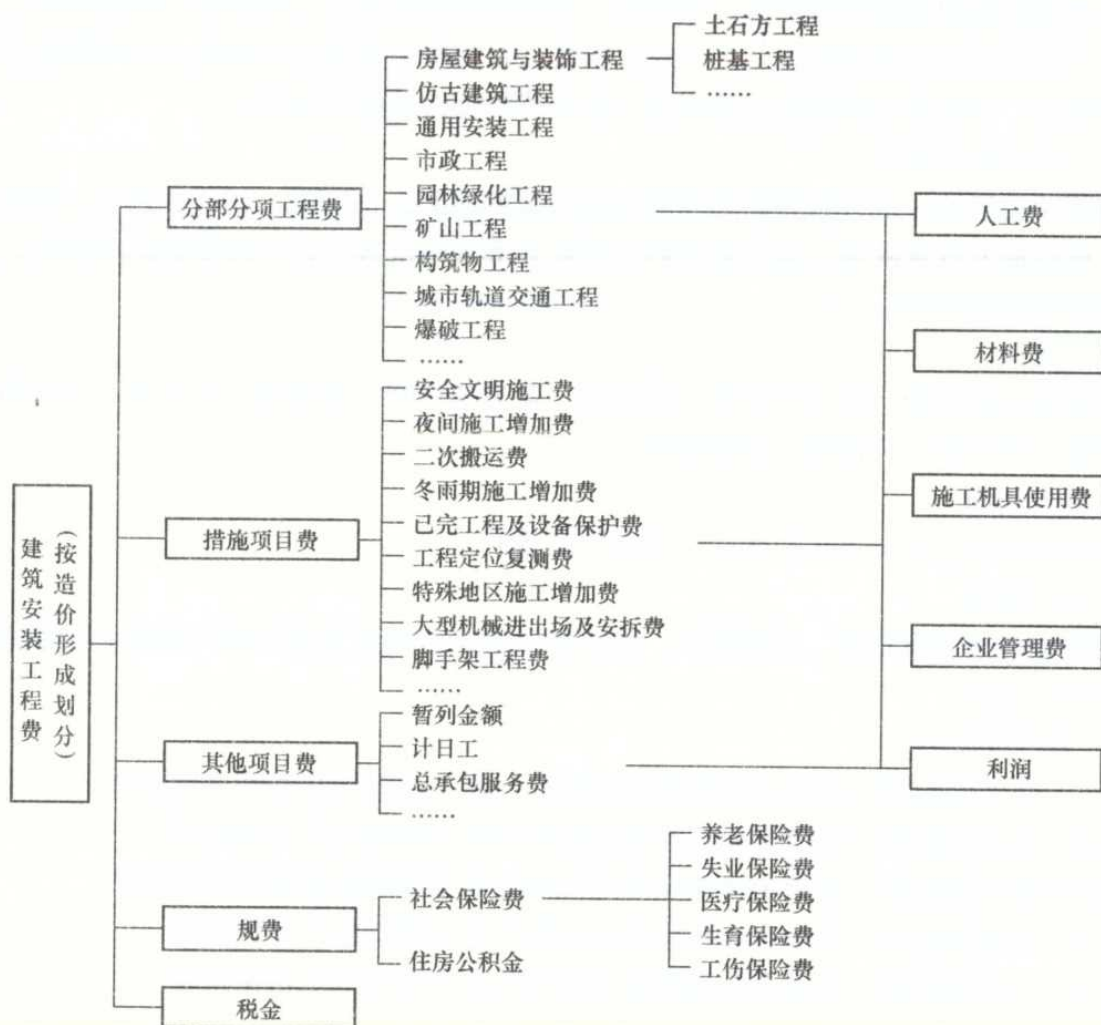 建筑安装工程费
（按造价形成划分）
分部分项工程费
房屋建筑与装饰工程
土石方工程
桩基工程
……
仿古建筑工程
通用安装工程
市政工程
园林绿化工程
矿山工程
构筑物工程
城市轨道交通工程
爆破工程
……
措施项目费
安全文明施工费
夜间施工增加费
二次搬运费
冬雨期施工增加费
已完工程及设备保护费
工程定位复测费
特殊地区施工增加费
大型机械进出场及安拆费
脚手架工程费
……
其他项目费
暂列金额
计日工
总承包服务费
……
人工费
材料费
施工机具使用费
企业管理费
利润
规费
社会保险费
养老保险费
失业保险费
医疗保险费
生育保险费
工伤保险费
住房公积金
税金